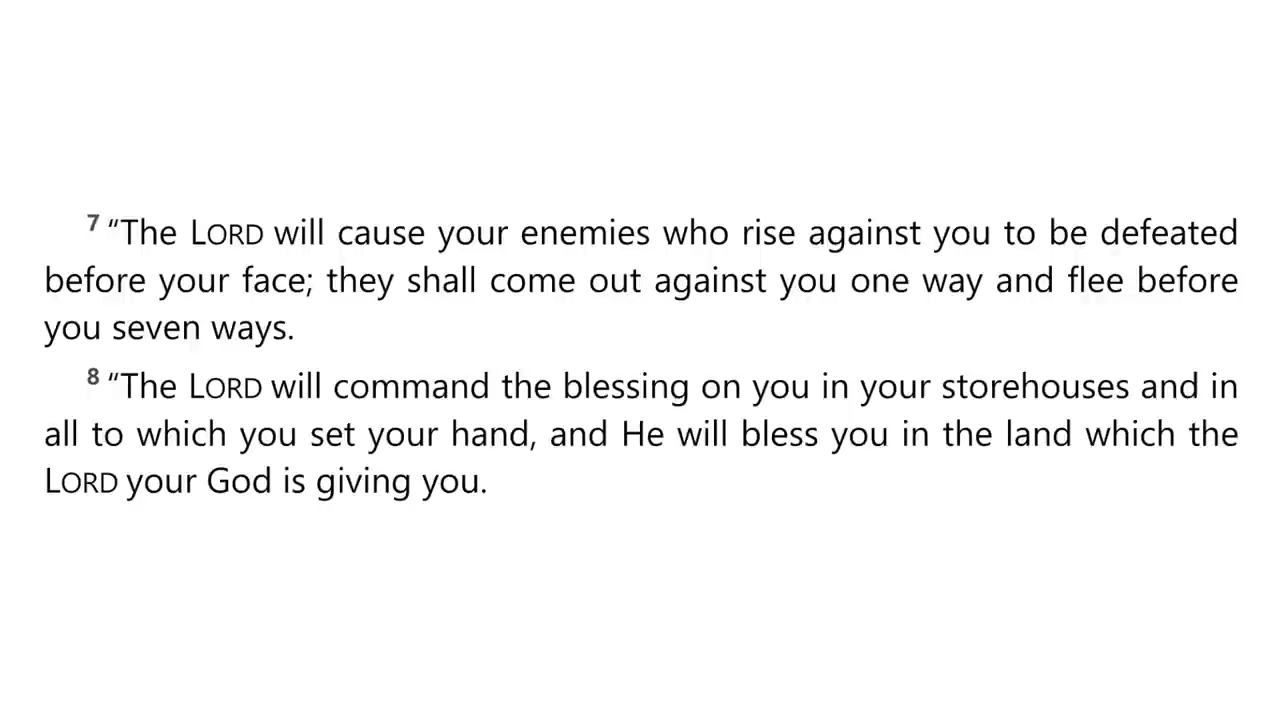 7 “The LORD will cause your enemies who rise against you to be defeated
before your face; they shall come out against you one way and flee before
you seven ways.
8 “The LORD will command the blessing on you in your storehouses and in
all to which you set your hand, and He will bless you in the land which the
LORD your God is giving you.